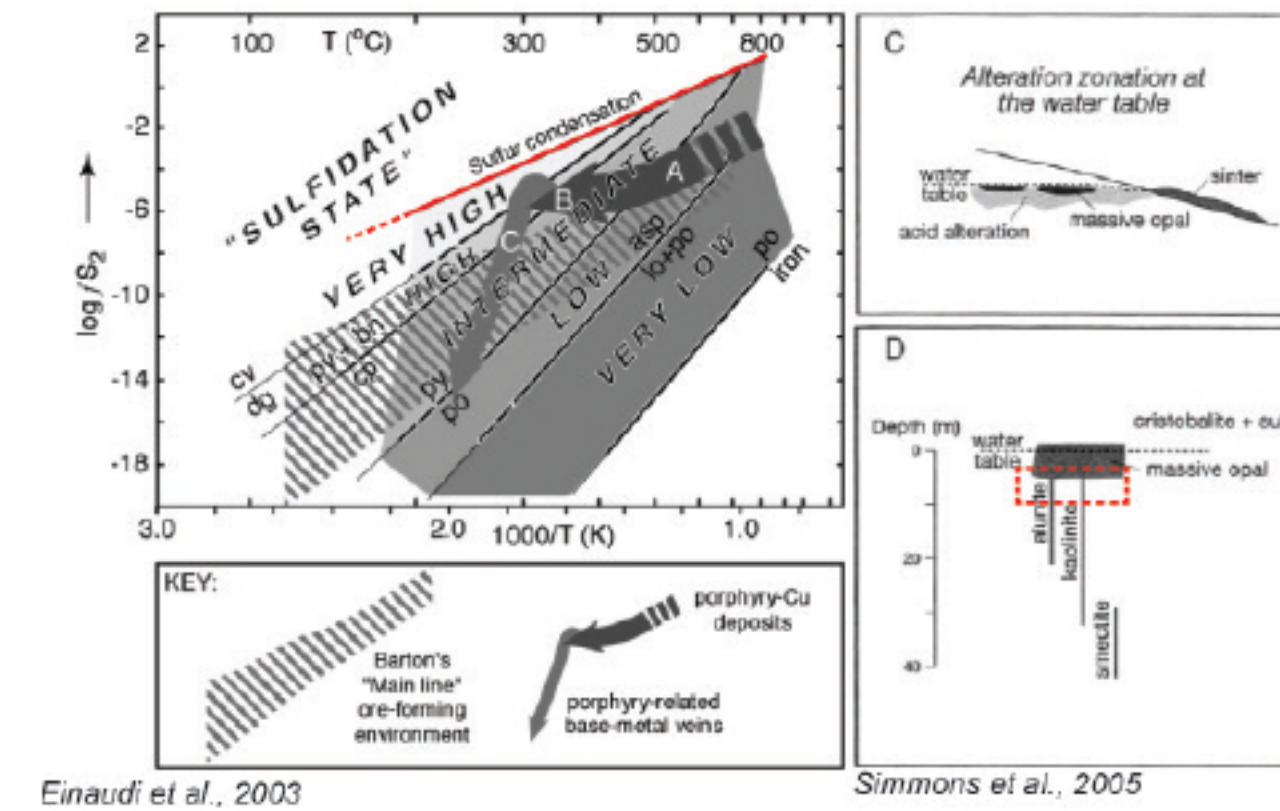 100 T (°C) 300 500 800
2
-2
-6
-10
-14
-18
log fS2
"SULFIDATION
STATE"
Sulfur condensation
VERY HIGH
HIGH
INTERMEDIATE
LOW
VERY LOW
A
B
C
cv
dg
py + bn
cp
py
po
asp
lo+po
po
iron
3.0 2.0 1000/T (K) 1.0
KEY:
Barton's
"Main line"
ore-forming
environment
porphyry-Cu
deposits
porphyry-related
base-metal veins
Einaudi et al., 2003
C
Alteration zonation at
the water table
water
table
sinter
acid alteration
massive opal
D
Depth (m)
cristobalite + su
water
table
massive opal
0
20
40
alunite
kaolinite
smectite
Simmons et al., 2005